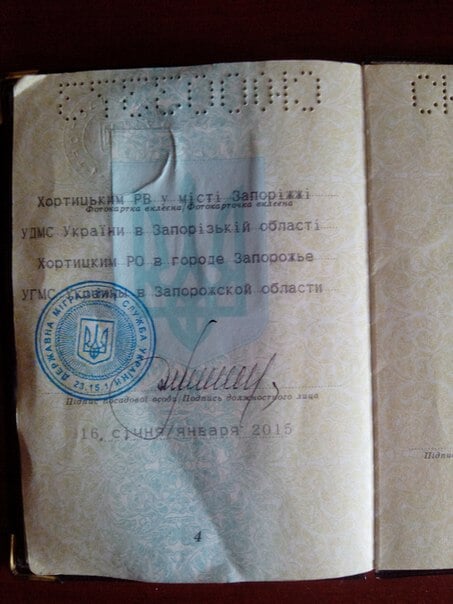 Хортицьким РВ у місті Запоріжжі
Фотокартка вклеєна/Фотокарточка вклеена
УДМС України в Запорізькій області
Хортицким РО в городе Запорожье
УГМС Украины в Запорожской области
ДЕРЖАВНА МІГРАЦІЙНА СЛУЖБА УКРАЇНИ
Підпис посадової особи/Подпись должностного лица
16 січня/января 2015
4